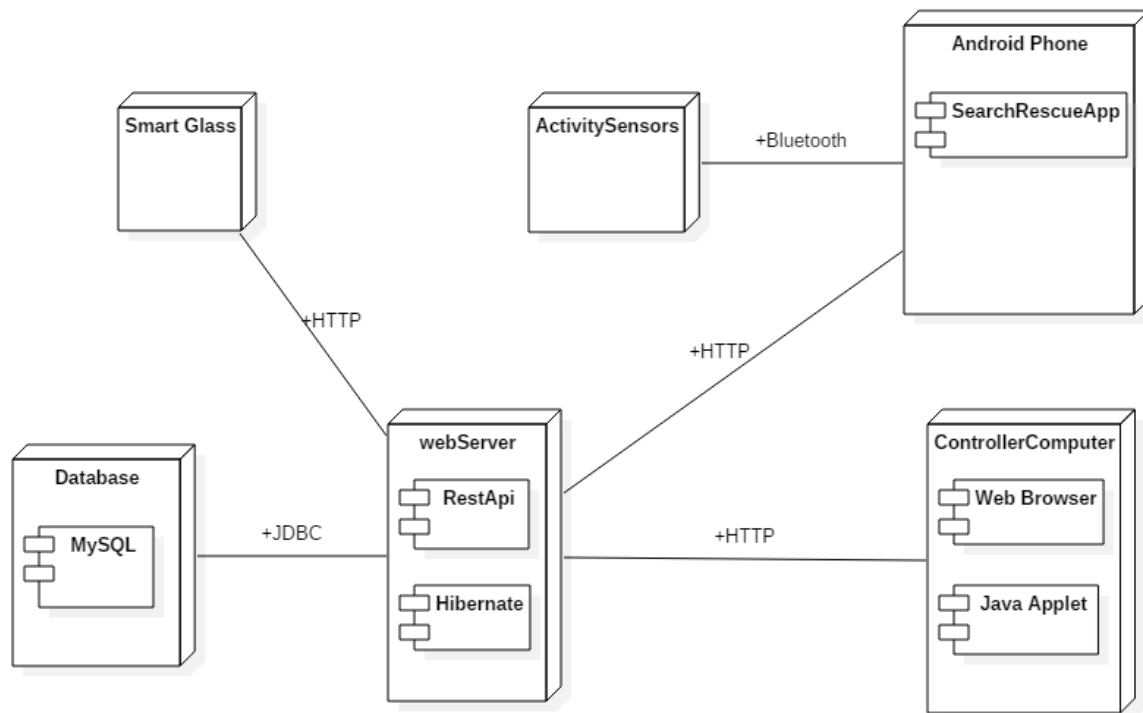 Android Phone
SearchRescueApp
Smart Glass
ActivitySensors
+Bluetooth
+HTTP
+HTTP
webServer
RestApi
Hibernate
ControllerComputer
Web Browser
Java Applet
Database
MySQL
+JDBC
+HTTP